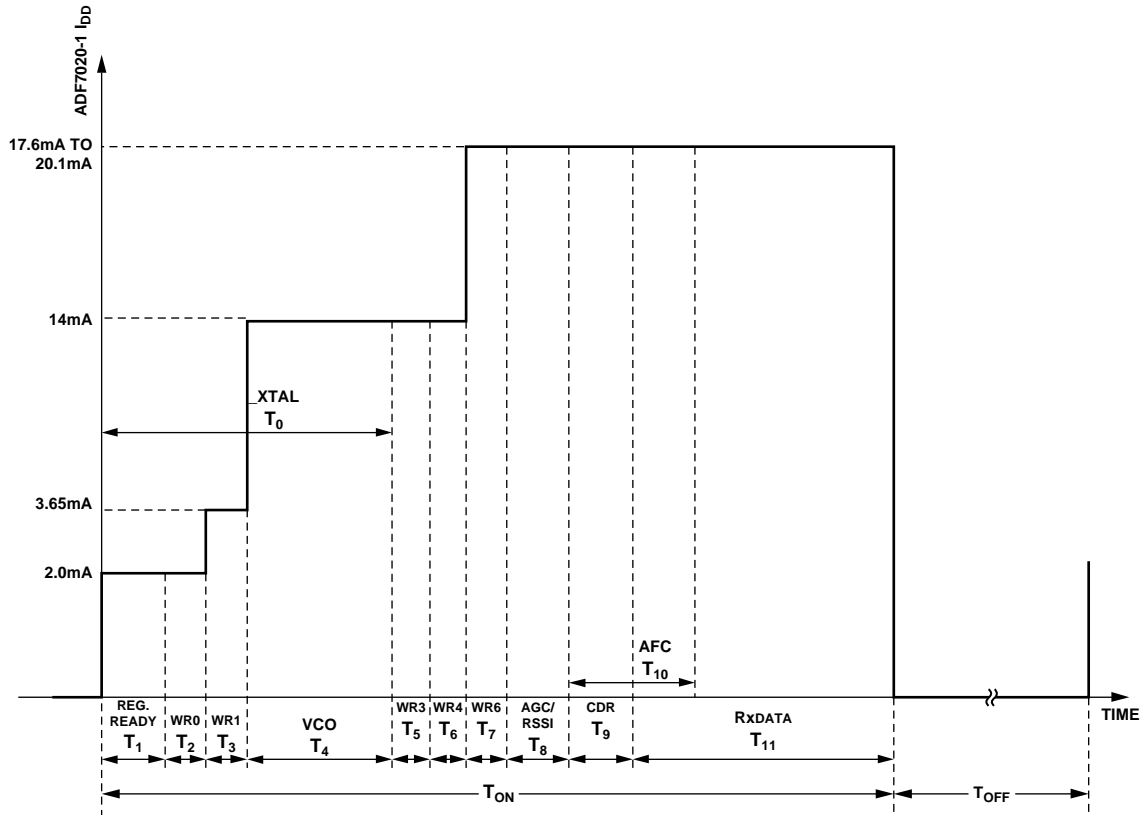 ADF7020-1 IDD
17.6mA TO
20.1mA
14mA
_XTAL
T0
3.65mA
2.0mA
AFC
T10
REG.
READY
T1
WR0
T2
WR1
T3
VCO
T4
WR3
T5
WR4
T6
WR6
T7
AGC/
RSSI
T8
CDR
T9
RxDATA
T11
TIME
TON
TOFF